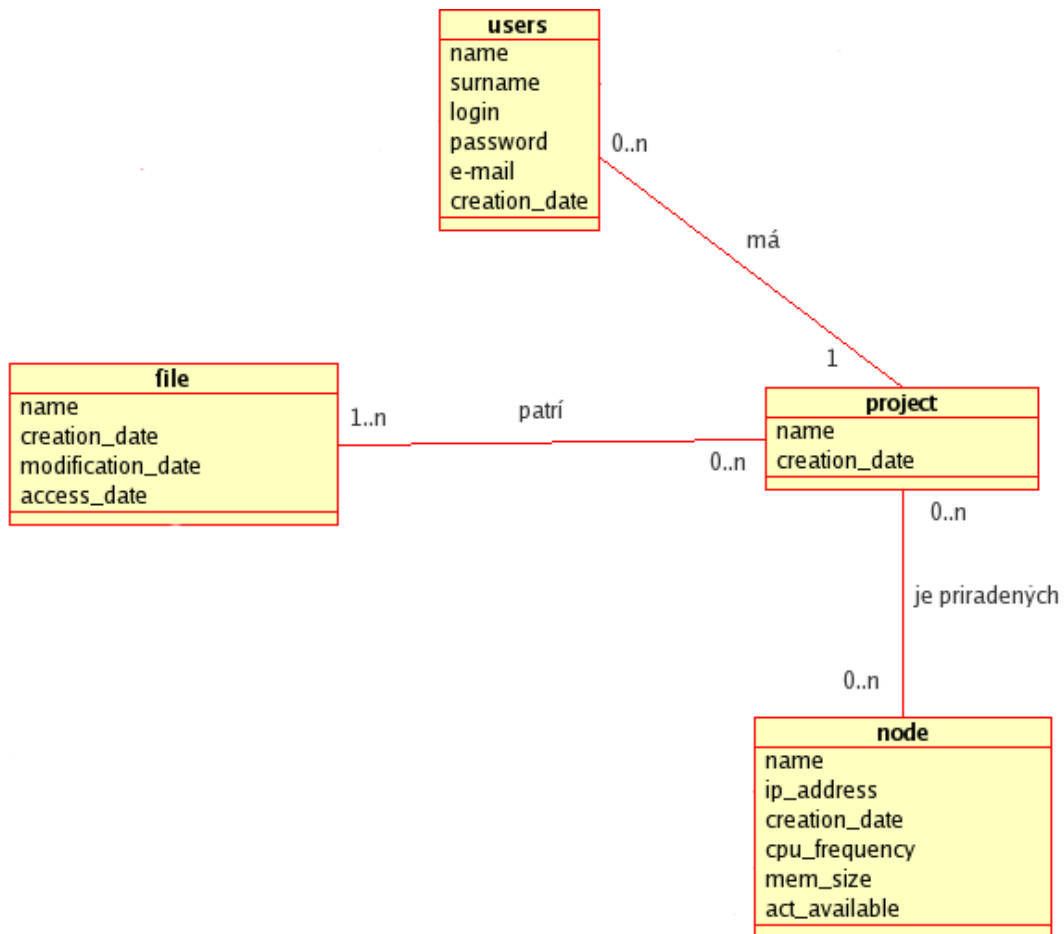 users
name
surname
login
password
e-mail
creation_date
0..n
má
1
file
name
creation_date
modification_date
access_date
1..n
patrí
0..n
project
name
creation_date
0..n
je priradených
0..n
node
name
ip_address
creation_date
cpu_frequency
mem_size
act_available